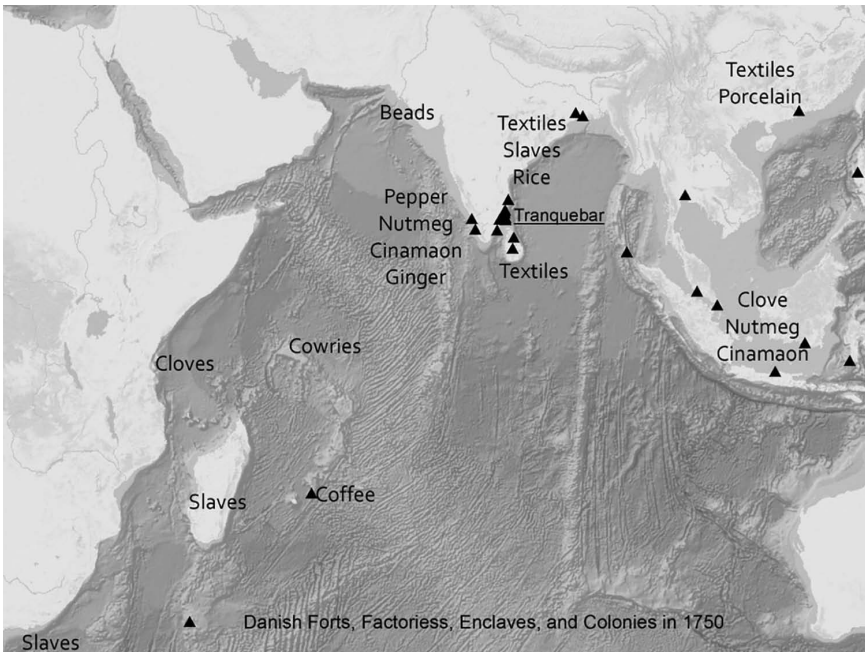 Textiles
Porcelain
Beads
Textiles
Slaves
Rice
Pepper
Nutmeg
Cinamaon
Ginger
Tranquebar
Textiles
Clove
Nutmeg
Cinamaon
Cowries
Cloves
Slaves
Coffee
Danish Forts, Factoriess, Enclaves, and Colonies in 1750
Slaves